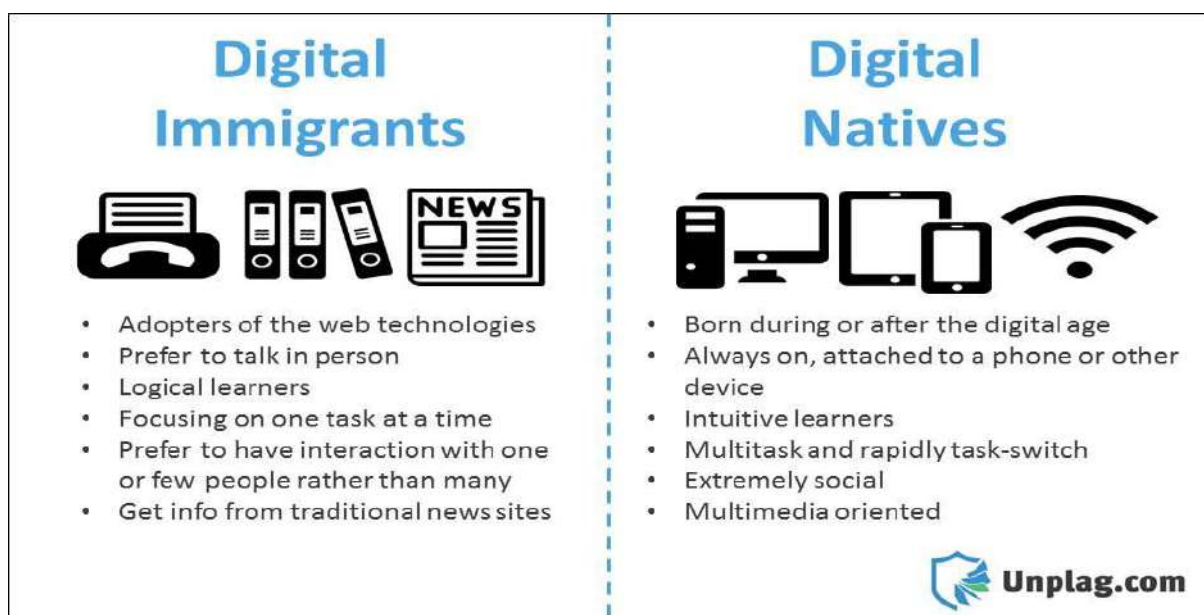 Digital
Immigrants
NEWS
• Adopters of the web technologies
• Prefer to talk in person
• Logical learners
• Focusing on one task at a time
• Prefer to have interaction with one
or few people rather than many
• Get info from traditional news sites
Digital
Natives
• Born during or after the digital age
• Always on, attached to a phone or other
device
• Intuitive learners
• Multitask and rapidly task-switch
• Extremely social
• Multimedia oriented
Unplag.com